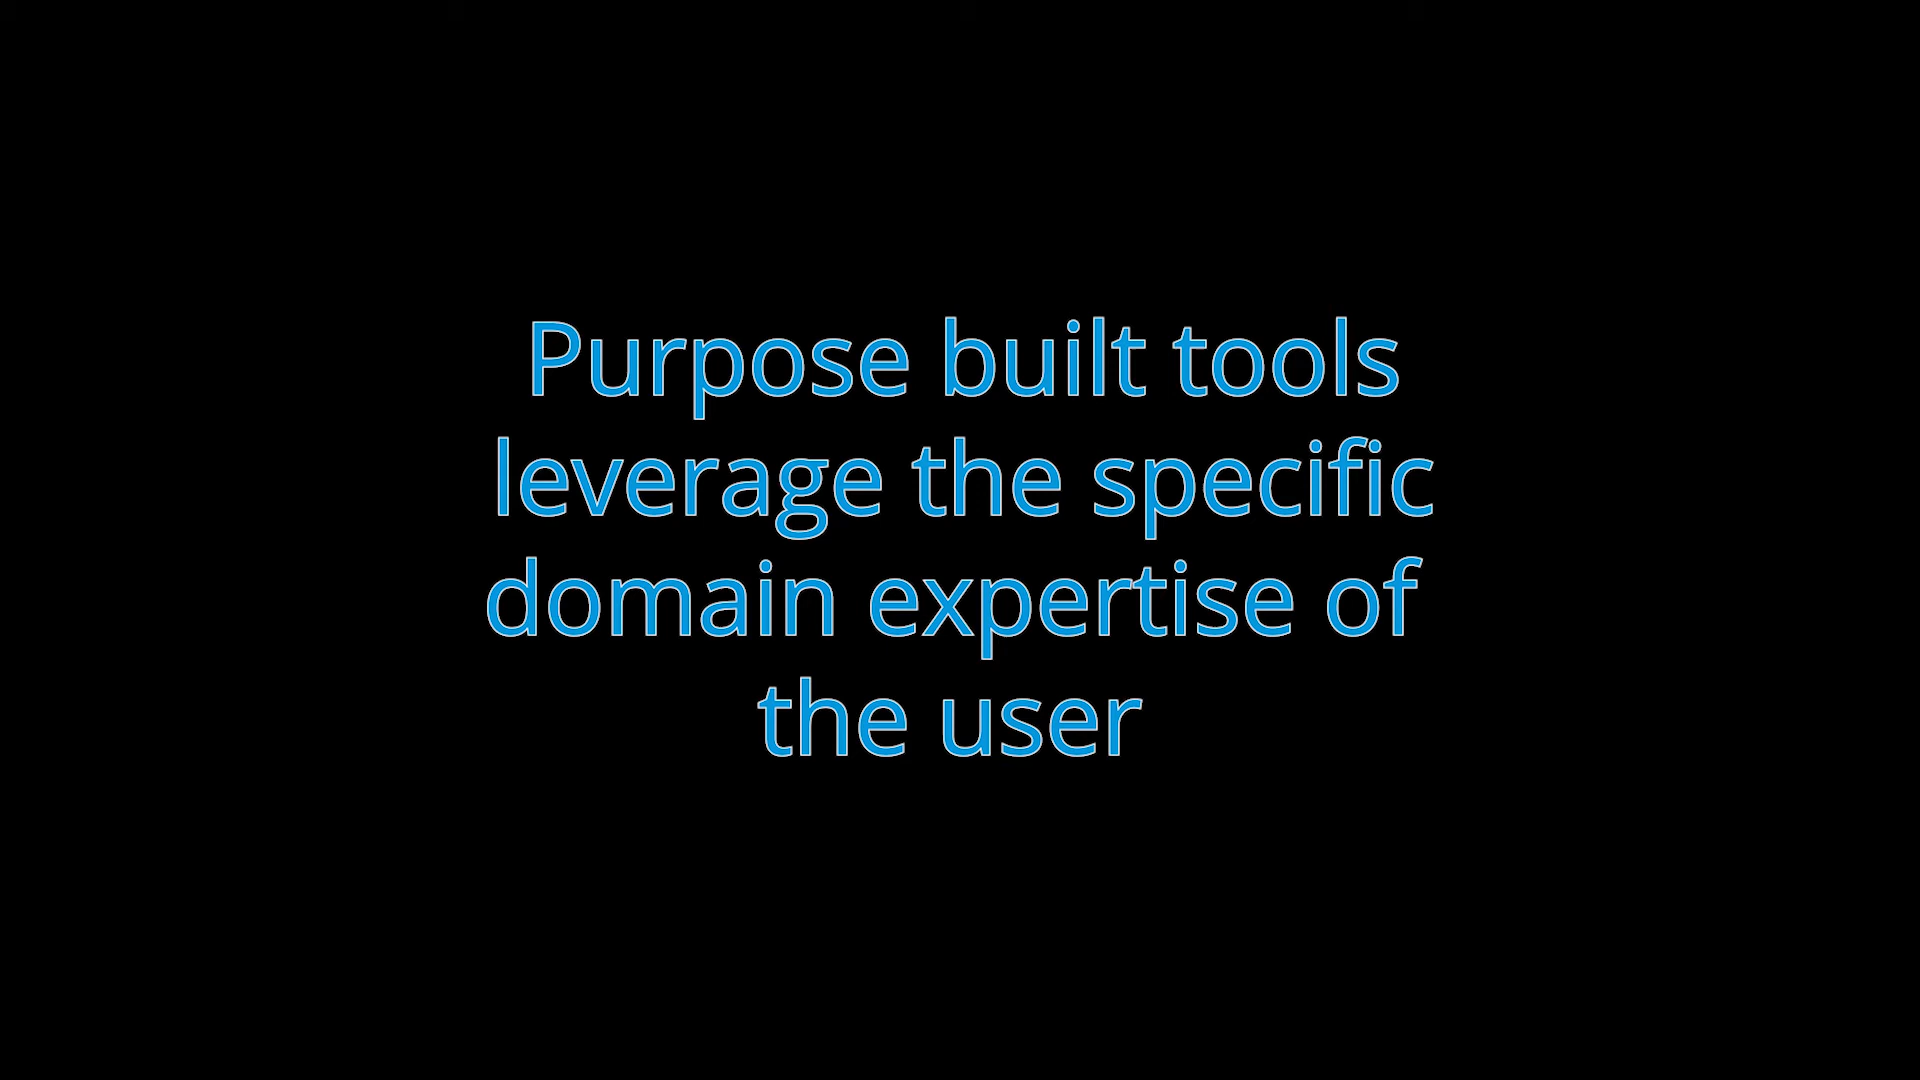 Purpose built tools
leverage the specific
domain expertise of
the user